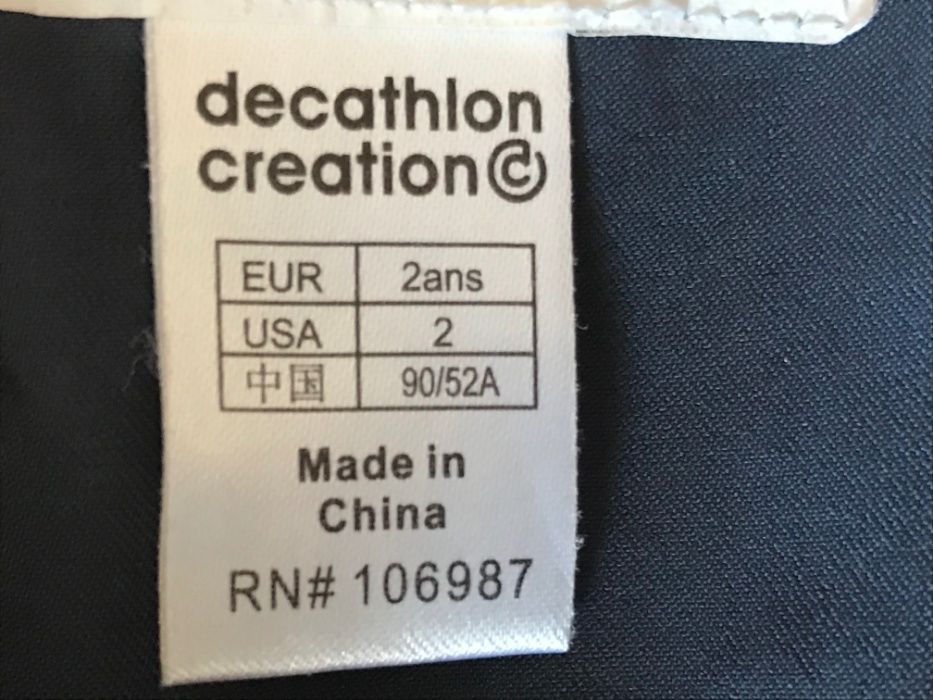 decathlon
creation©
EUR 2ans
USA 2
中国 90/52A
Made in
China
RN# 106987